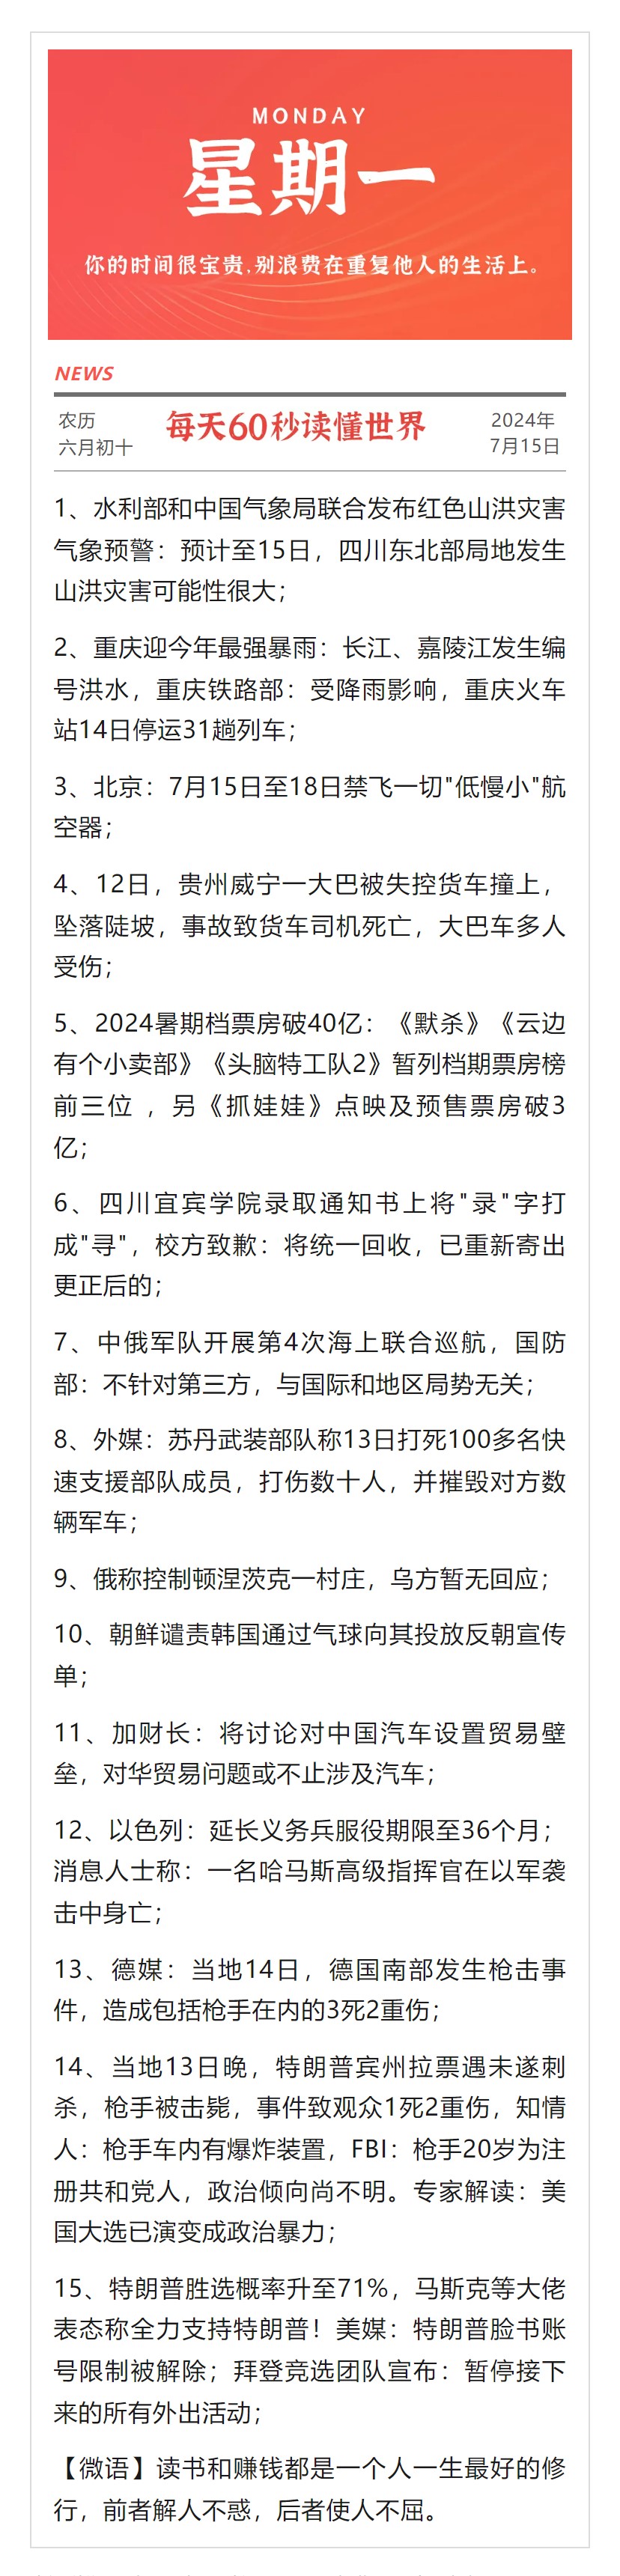 MONDAY
星期一
你的时间很宝贵,别浪费在重复他人的生活上。
NEWS
农历
六月初十
每天60秒读懂世界
2024年
7月15日
1、水利部和中国气象局联合发布红色山洪灾害
气象预警：预计至15日，四川东北部局地发生
山洪灾害可能性很大；
2、重庆迎今年最强暴雨：长江、嘉陵江发生编
号洪水，重庆铁路部：受降雨影响，重庆火车
站14日停运31趟列车；
3、北京：7月15日至18日禁飞一切"低慢小"航
空器；
4、12日，贵州威宁一大巴被失控货车撞上，
坠落陡坡，事故致货车司机死亡，大巴车多人
受伤；
5、2024暑期档票房破40亿：《默杀》《云边
有个小卖部》《头脑特工队2》暂列档期票房榜
前三位 ，另《抓娃娃》点映及预售票房破3
亿；
6、四川宜宾学院录取通知书上将"录"字打
成"寻"，校方致歉：将统一回收，已重新寄出
更正后的；
7、中俄军队开展第4次海上联合巡航，国防
部：不针对第三方，与国际和地区局势无关；
8、外媒：苏丹武装部队称13日打死100多名快
速支援部队成员，打伤数十人，并摧毁对方数
辆军车；
9、俄称控制顿涅茨克一村庄，乌方暂无回应；
10、朝鲜谴责韩国通过气球向其投放反朝宣传
单；
11、加财长：将讨论对中国汽车设置贸易壁
垒，对华贸易问题或不止涉及汽车；
12、以色列：延长义务兵服役期限至36个月；
消息人士称：一名哈马斯高级指挥官在以军袭
击中身亡；
13、德媒：当地14日，德国南部发生枪击事
件，造成包括枪手在内的3死2重伤；
14、当地13日晚，特朗普宾州拉票遇未遂刺
杀，枪手被击毙，事件致观众1死2重伤，知情
人：枪手车内有爆炸装置，FBI：枪手20岁为注
册共和党人，政治倾向尚不明。专家解读：美
国大选已演变成政治暴力；
15、特朗普胜选概率升至71%，马斯克等大佬
表态称全力支持特朗普！美媒：特朗普脸书账
号限制被解除；拜登竞选团队宣布：暂停接下
来的所有外出活动；
【微语】读书和赚钱都是一个人一生最好的修
行，前者解人不惑，后者使人不屈。